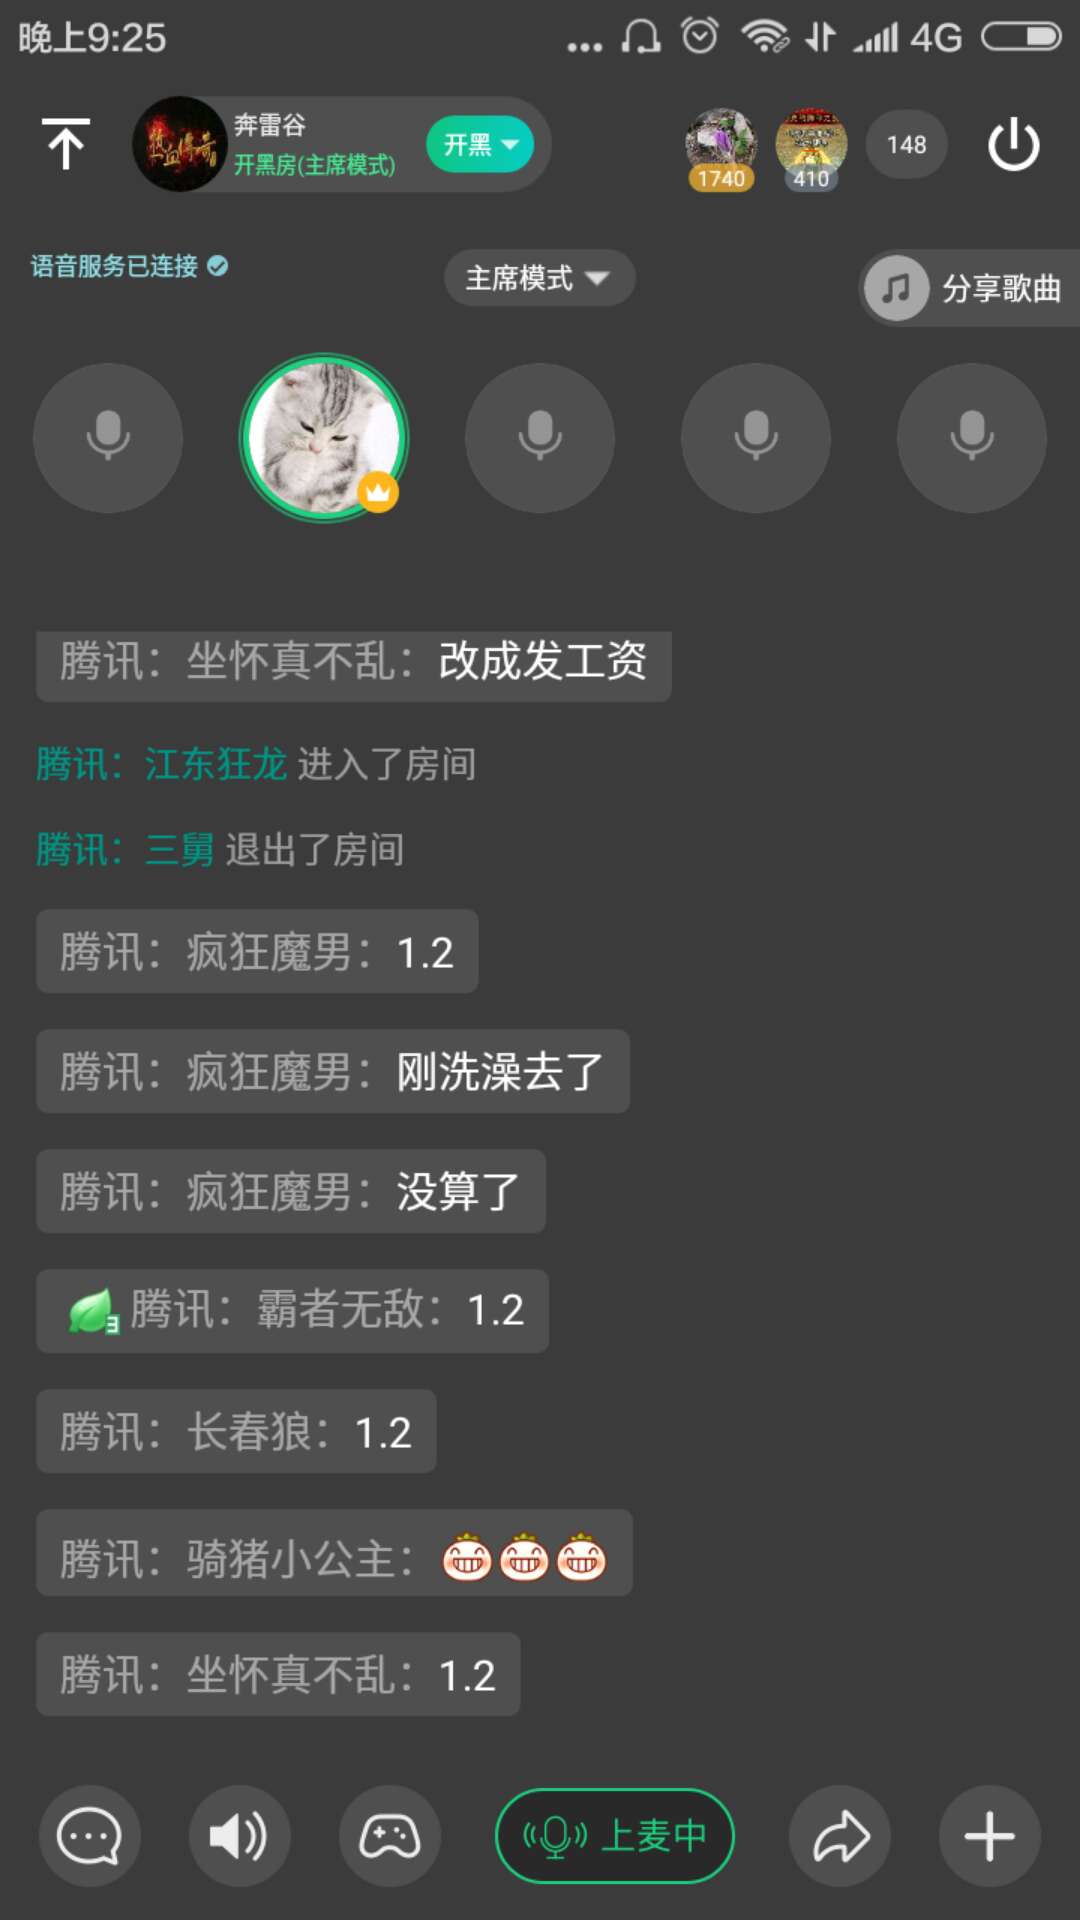 晚上9:25
4G
热血传奇
奔雷谷
开黑房(主席模式)
开黑
1740
410
148
语音服务已连接
主席模式
分享歌曲
腾讯：坐怀真不乱：改成发工资
腾讯：江东狂龙 进入了房间
腾讯：三舅 退出了房间
腾讯：疯狂魔男：1.2
腾讯：疯狂魔男：刚洗澡去了
腾讯：疯狂魔男：没算了
3 腾讯：霸者无敌：1.2
腾讯：长春狼：1.2
腾讯：骑猪小公主：
腾讯：坐怀真不乱：1.2
上麦中